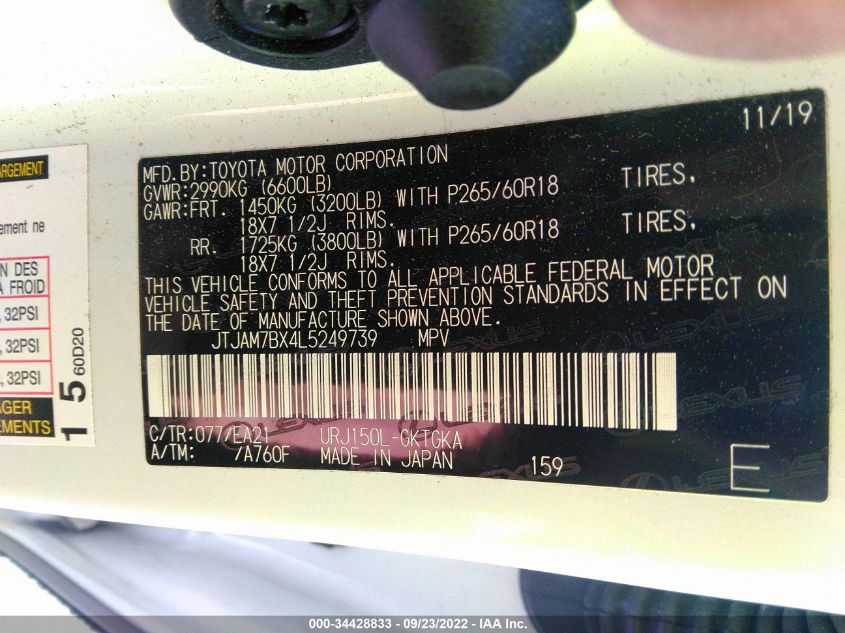 11/19
MFD.BY:TOYOTA MOTOR CORPORATION
GVWR:2990KG (6600LB)
GAWR:FRT. 1450KG (3200LB) WITH P265/60R18 TIRES,
18X7 1/2J RIMS.
RR. 1725KG (3800LB) WITH P265/60R18 TIRES,
18X7 1/2J RIMS.
THIS VEHICLE CONFORMS TO ALL APPLICABLE FEDERAL MOTOR
VEHICLE SAFETY AND THEFT PREVENTION STANDARDS IN EFFECT ON
THE DATE OF MANUFACTURE SHOWN ABOVE.
JTJAM7BX4L5249739 MPV
C/TR:077/EA21 URJ150L-GKTGKA
A/TM: /A760F MADE IN JAPAN 159 E
LEXUS
ARGEMENT
ement ne
N DES
A FROID
, 32PSI
, 32PSI
, 32PSI
AGER
EMENTS
15 60D20
000-34428833 - 09/23/2022 - IAA Inc.